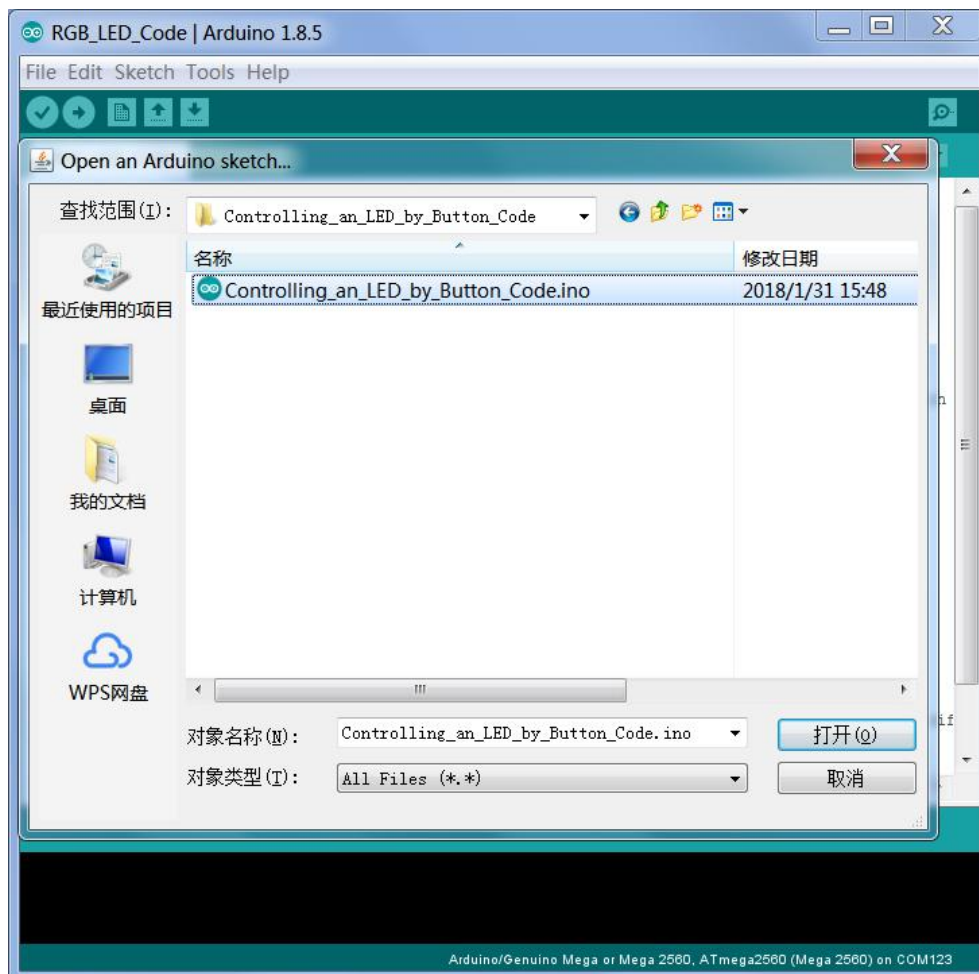 RGB_LED_Code | Arduino 1.8.5
File Edit Sketch Tools Help
Open an Arduino sketch...
查找范围(I): Controlling_an_LED_by_Button_Code
名称 修改日期
Controlling_an_LED_by_Button_Code.ino 2018/1/31 15:48
最近使用的项目
桌面
我的文档
计算机
WPS网盘
对象名称(N): Controlling_an_LED_by_Button_Code.ino 打开(O)
对象类型(T): All Files (*.*) 取消
n
if
Arduino/Genuino Mega or Mega 2560, ATmega2560 (Mega 2560) on COM123